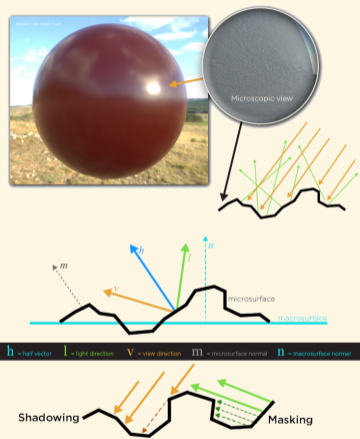 Microscopic view
h
l
n
m
v
microsurface
macrosurface
h = half vector
l = light direction
v = view direction
m = microsurface normal
n = macrosurface normal
Shadowing
Masking